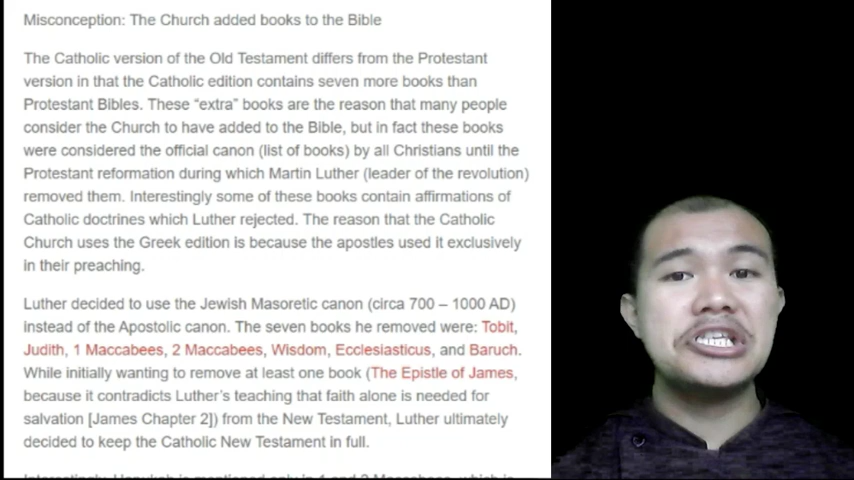 Misconception: The Church added books to the Bible
The Catholic version of the Old Testament differs from the Protestant
version in that the Catholic edition contains seven more books than
Protestant Bibles. These “extra” books are the reason that many people
consider the Church to have added to the Bible, but in fact these books
were considered the official canon (list of books) by all Christians until the
Protestant reformation during which Martin Luther (leader of the revolution)
removed them. Interestingly some of these books contain affirmations of
Catholic doctrines which Luther rejected. The reason that the Catholic
Church uses the Greek edition is because the apostles used it exclusively
in their preaching.
Luther decided to use the Jewish Masoretic canon (circa 700 – 1000 AD)
instead of the Apostolic canon. The seven books he removed were: Tobit,
Judith, 1 Maccabees, 2 Maccabees, Wisdom, Ecclesiasticus, and Baruch.
While initially wanting to remove at least one book (The Epistle of James,
because it contradicts Luther’s teaching that faith alone is needed for
salvation [James Chapter 2]) from the New Testament, Luther ultimately
decided to keep the Catholic New Testament in full.